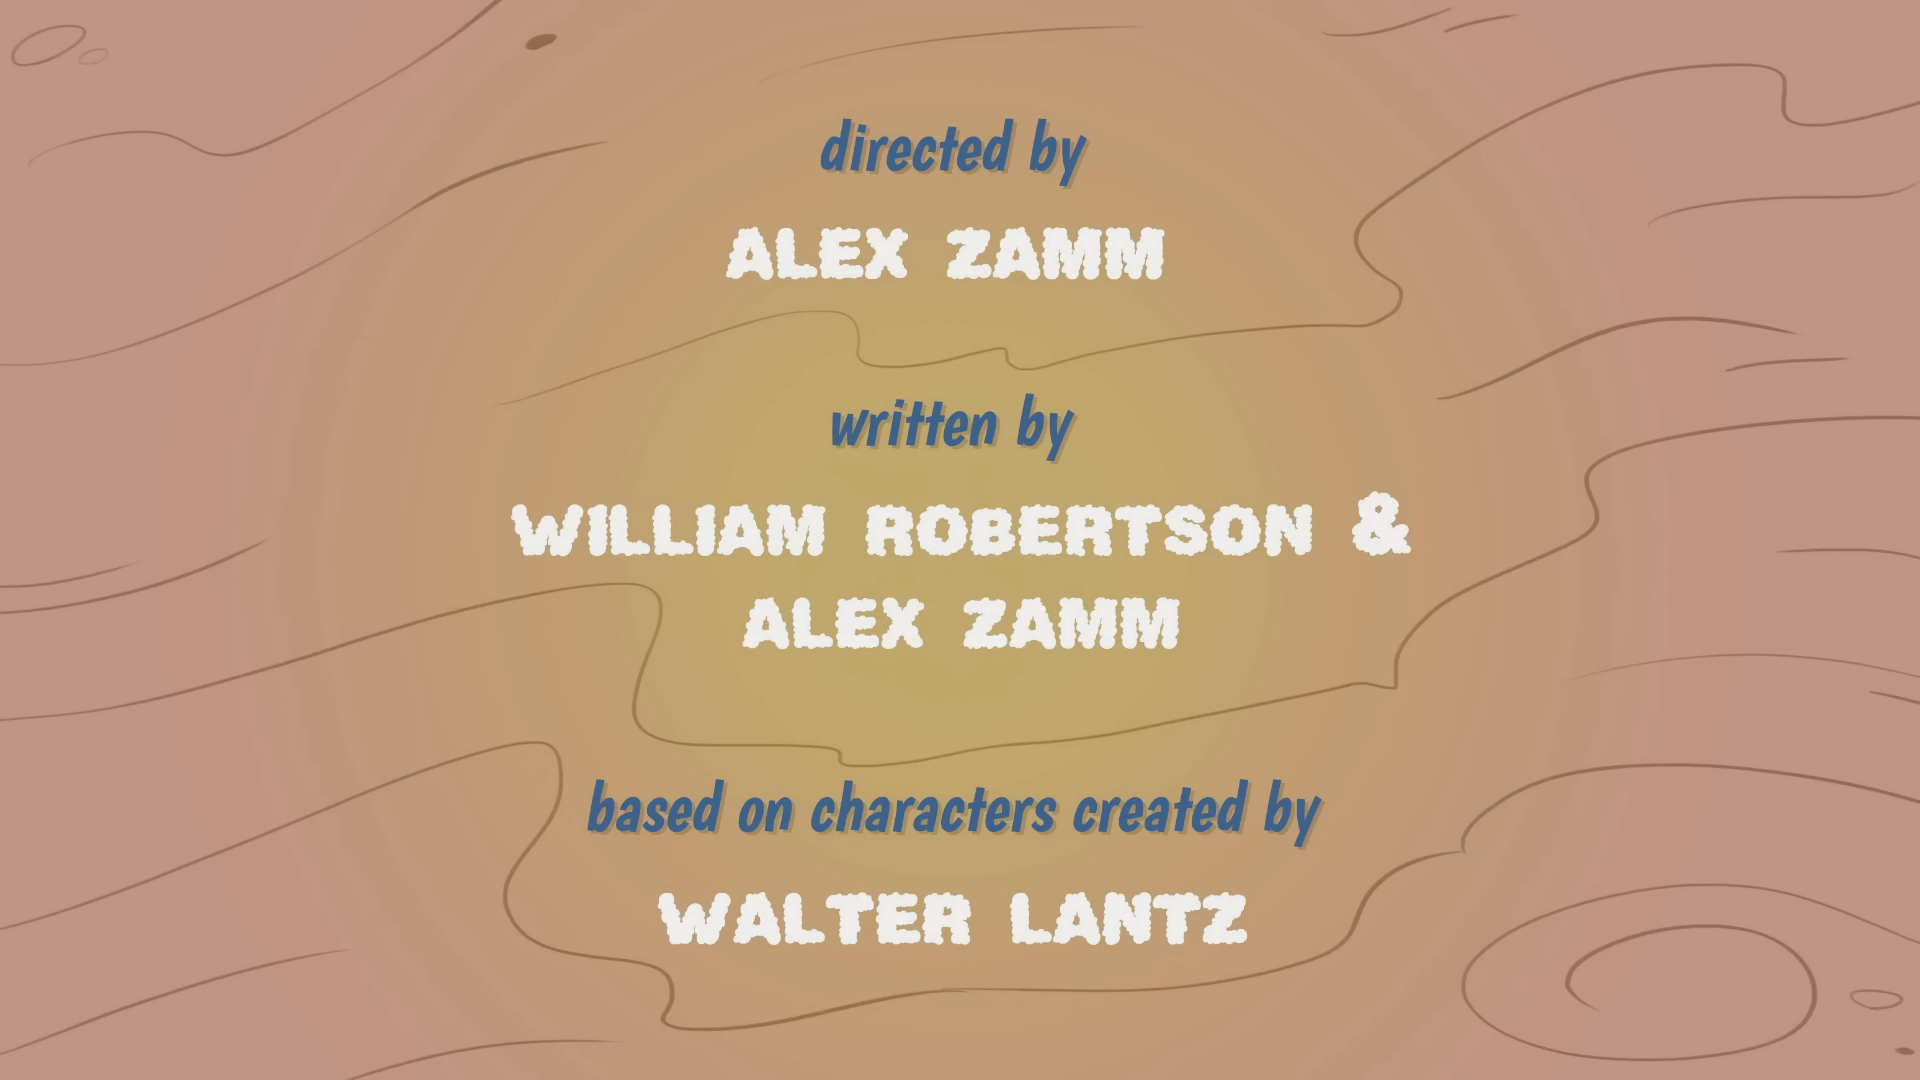 directed by
ALEX ZAMM
written by
WILLIAM ROBERTSON &
ALEX ZAMM
based on characters created by
WALTER LANTZ